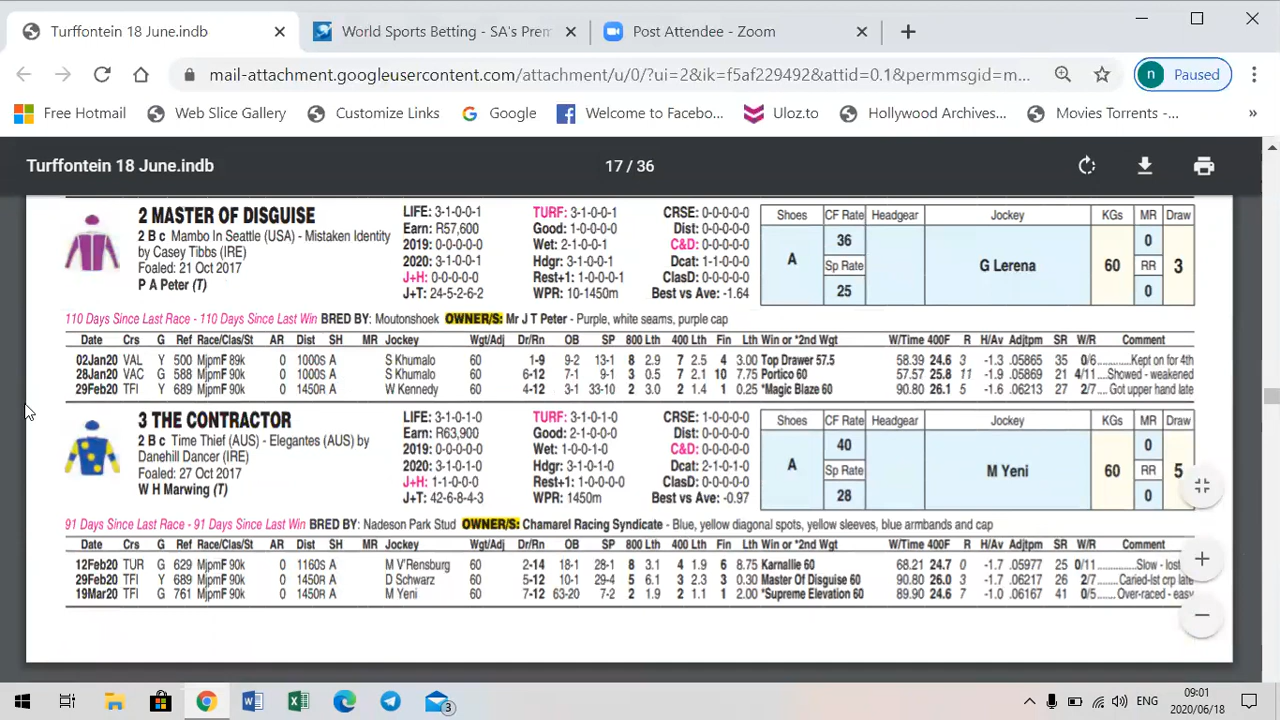 Turffontein 18 June.indb
World Sports Betting - SA's Prem
Post Attendee - Zoom
mail-attachment.googleusercontent.com/attachment/u/0/?ui=2&ik=f5af229492&attid=0.1&permmsgid=m...
n Paused
Free Hotmail Web Slice Gallery Customize Links Google Welcome to Facebo... Uloz.to Hollywood Archives... Movies Torrents -... »
Turffontein 18 June.indb 17 / 36
2 MASTER OF DISGUISE
2 B c Mambo In Seattle (USA) - Mistaken Identity
by Casey Tibbs (IRE)
Foaled: 21 Oct 2017
P A Peter (T)
LIFE: 3-1-0-0-1 TURF: 3-1-0-0-1 CRSE: 0-0-0-0-0
Earn: R57,600 Good: 1-0-0-0-0 Dist: 0-0-0-0-0
2019: 0-0-0-0-0 Wet: 2-1-0-0-1 C&D: 0-0-0-0-0
2020: 3-1-0-0-1 Hdgr: 3-1-0-0-1 Dcat: 1-1-0-0-0
J+H: 0-0-0-0-0 Rest+1: 1-0-0-0-1 ClasD: 0-0-0-0-0
J+T: 24-5-2-6-2 WPR: 10-1450m Best vs Ave: -1.64
Shoes CF Rate Headgear Jockey KGs MR Draw
A 36 G Lerena 60 0 3
Sp Rate RR
25 0
110 Days Since Last Race - 110 Days Since Last Win BRED BY: Moutonshoek OWNER/S: Mr J T Peter - Purple, white seams, purple cap
Date Crs G Ref Race/Clas/St AR Dist SH MR Jockey Wgt/Adj Dr/Rn OB SP 800 Lth 400 Lth Fin Lth Win or *2nd Wgt W/Time 400F R H/Av Adjtpm SR W/R Comment
02Jan20 VAL Y 500 MjpmF 89k 0 1000S A S Khumalo 60 1-9 9-2 13-1 8 2.9 7 2.5 4 3.00 Top Drawer 57.5 58.39 24.6 3 -1.3 .05865 35 0/6 ......Kept on for 4th
28Jan20 VAC G 588 MjpmF 90k 0 1000S A S Khumalo 60 6-12 7-1 9-1 3 0.5 7 2.1 10 7.75 Portico 60 57.57 25.8 11 -1.9 .05869 21 4/11 ...Showed - weakened
29Feb20 TFI Y 689 MjpmF 90k 0 1450R A W Kennedy 60 4-12 3-1 33-10 2 3.0 2 1.4 1 0.25 *Magic Blaze 60 90.80 26.1 5 -1.6 .06213 27 2/7 ...Got upper hand late
3 THE CONTRACTOR
2 B c Time Thief (AUS) - Elegantes (AUS) by
Danehill Dancer (IRE)
Foaled: 27 Oct 2017
W H Marwing (T)
LIFE: 3-1-0-1-0 TURF: 3-1-0-1-0 CRSE: 1-0-0-0-0
Earn: R63,900 Good: 2-1-0-0-0 Dist: 0-0-0-0-0
2019: 0-0-0-0-0 Wet: 1-0-0-1-0 C&D: 0-0-0-0-0
2020: 3-1-0-1-0 Hdgr: 3-1-0-1-0 Dcat: 2-1-0-1-0
J+H: 1-1-0-0-0 Rest+1: 1-0-0-0-0 ClasD: 0-0-0-0-0
J+T: 42-6-8-4-3 WPR: 1450m Best vs Ave: -0.97
Shoes CF Rate Headgear Jockey KGs MR Draw
A 40 M Yeni 60 0 5
Sp Rate RR
28 0
91 Days Since Last Race - 91 Days Since Last Win BRED BY: Nadeson Park Stud OWNER/S: Chamarel Racing Syndicate - Blue, yellow diagonal spots, yellow sleeves, blue armbands and cap
Date Crs G Ref Race/Clas/St AR Dist SH MR Jockey Wgt/Adj Dr/Rn OB SP 800 Lth 400 Lth Fin Lth Win or *2nd Wgt W/Time 400F R H/Av Adjtpm SR W/R Comment
12Feb20 TUR G 629 MjpmF 90k 0 1160S A M V'Rensburg 60 2-14 18-1 28-1 8 3.1 4 1.9 6 8.75 Karnallie 60 68.21 24.7 0 -1.7 .05977 25 0/11 ......Slow - lost
29Feb20 TFI Y 689 MjpmF 90k 0 1450R A D Schwarz 60 5-12 10-1 29-4 5 6.1 3 2.3 3 0.30 Master Of Disguise 60 90.80 26.0 3 -1.7 .06217 26 2/7 ...Caried-lst crp late
19Mar20 TFI G 761 MjpmF 90k 0 1450R A M Yeni 60 7-12 63-20 7-2 2 1.9 2 1.1 1 2.00 *Supreme Elevation 60 89.90 24.6 7 -1.0 .06167 41 0/5 ......Over-raced - easy
3
ENG
09:01
2020/06/18